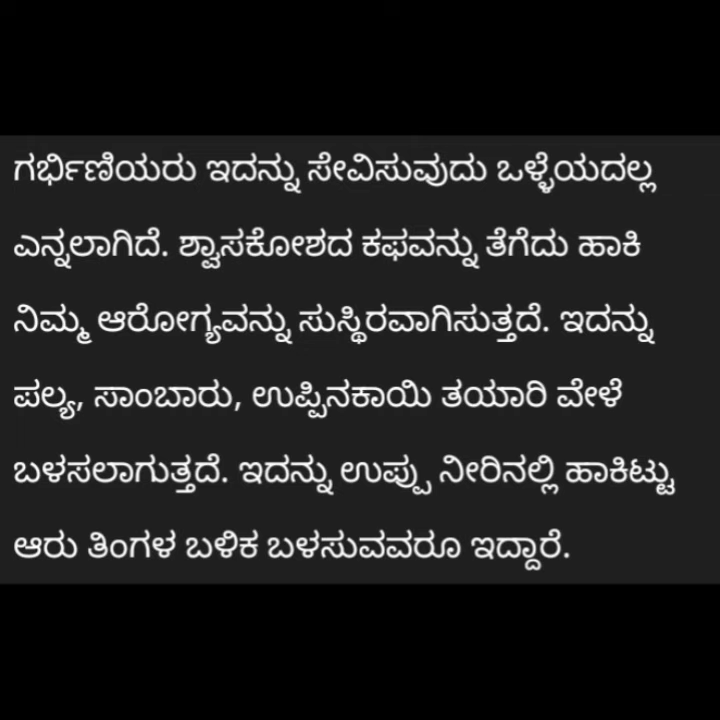 ಗರ್ಭಿಣಿಯರು ಇದನ್ನು ಸೇವಿಸುವುದು ಒಳ್ಳೆಯದಲ್ಲ
ಎನ್ನಲಾಗಿದೆ. ಶ್ವಾಸಕೋಶದ ಕಫವನ್ನು ತೆಗೆದು ಹಾಕಿ
ನಿಮ್ಮ ಆರೋಗ್ಯವನ್ನು ಸುಸ್ಥಿರವಾಗಿಸುತ್ತದೆ. ಇದನ್ನು
ಪಲ್ಯ, ಸಾಂಬಾರು, ಉಪ್ಪಿನಕಾಯಿ ತಯಾರಿ ವೇಳೆ
ಬಳಸಲಾಗುತ್ತದೆ. ಇದನ್ನು ಉಪ್ಪು ನೀರಿನಲ್ಲಿ ಹಾಕಿಟ್ಟು
ಆರು ತಿಂಗಳ ಬಳಿಕ ಬಳಸುವವರೂ ಇದ್ದಾರೆ.